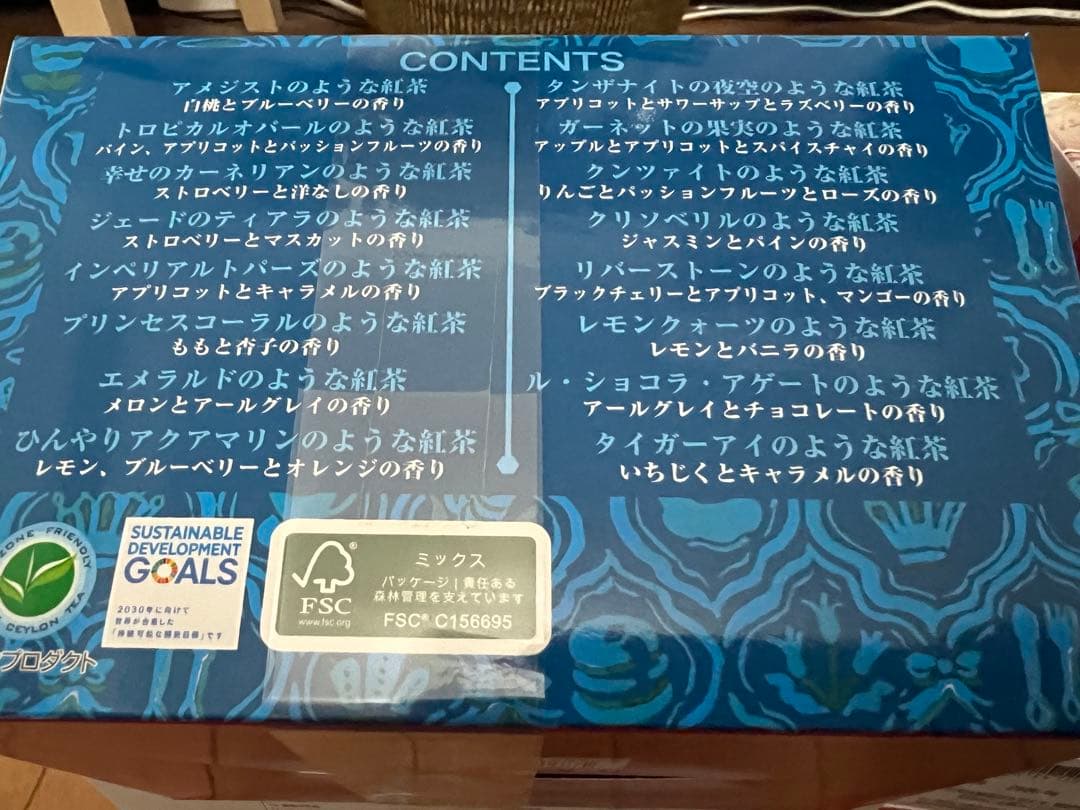 CONTENTS
アメジストのような紅茶
白桃とブルーベリーの香り
トロピカルオパールのような紅茶
パイン、アプリコットとパッションフルーツの香り
幸せのカーネリアンのような紅茶
ストロベリーと洋なしの香り
ジェードのティアラのような紅茶
ストロベリーとマスカットの香り
インペリアルトパーズのような紅茶
アプリコットとキャラメルの香り
プリンセスコーラルのような紅茶
ももと杏子の香り
エメラルドのような紅茶
メロンとアールグレイの香り
ひんやりアクアマリンのような紅茶
レモン、ブルーベリーとオレンジの香り
タンザナイトの夜空のような紅茶
アプリコットとサワーサップとラズベリーの香り
ガーネットの果実のような紅茶
アップルとアプリコットとスパイスチャイの香り
クンツァイトのような紅茶
りんごとパッションフルーツとローズの香り
クリソベリルのような紅茶
ジャスミンとパインの香り
リバーストーンのような紅茶
ブラックチェリーとアプリコット、マンゴーの香り
レモンクォーツのような紅茶
レモンとバニラの香り
ル・ショコラ・アゲートのような紅茶
アールグレイとチョコレートの香り
タイガーアイのような紅茶
いちじくとキャラメルの香り
ZONE FRIENDLY
CEYLON TEA
プロダクト
SUSTAINABLE
DEVELOPMENT
GOALS
2030年に向けて
世界が合意した
「持続可能な開発目標」です
FSC
www.fsc.org
ミックス
パッケージ|責任ある
森林管理を支えています
FSC® C156695